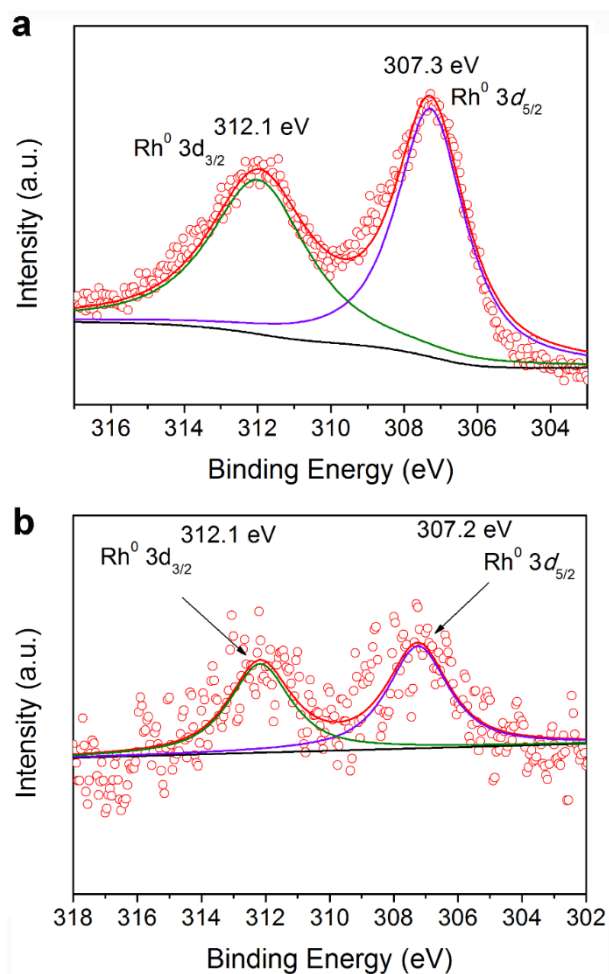 a
307.3 eV
Rh⁰ 3d₅/₂
312.1 eV
Rh⁰ 3d₃/₂
Intensity (a.u.)
316 314 312 310 308 306 304
Binding Energy (eV)
b
312.1 eV
307.2 eV
Rh⁰ 3d₃/₂
Rh⁰ 3d₅/₂
Intensity (a.u.)
318 316 314 312 310 308 306 304 302
Binding Energy (eV)